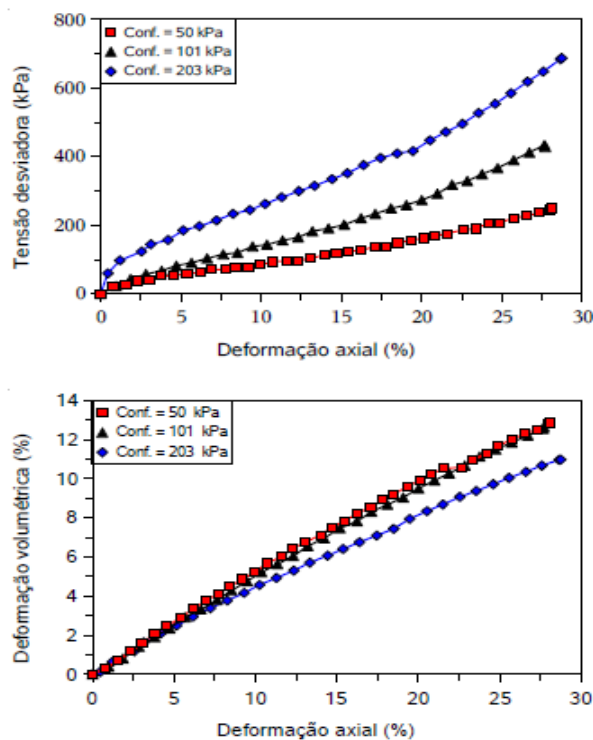 800
600
400
200
0
Tensão desviadora (kPa)
Conf. = 50 kPa
Conf. = 101 kPa
Conf. = 203 kPa
0 5 10 15 20 25 30
Deformação axial (%)
14
12
10
8
6
4
2
0
Deformação volumétrica (%)
Conf. = 50 kPa
Conf. = 101 kPa
Conf. = 203 kPa
0 5 10 15 20 25 30
Deformação axial (%)